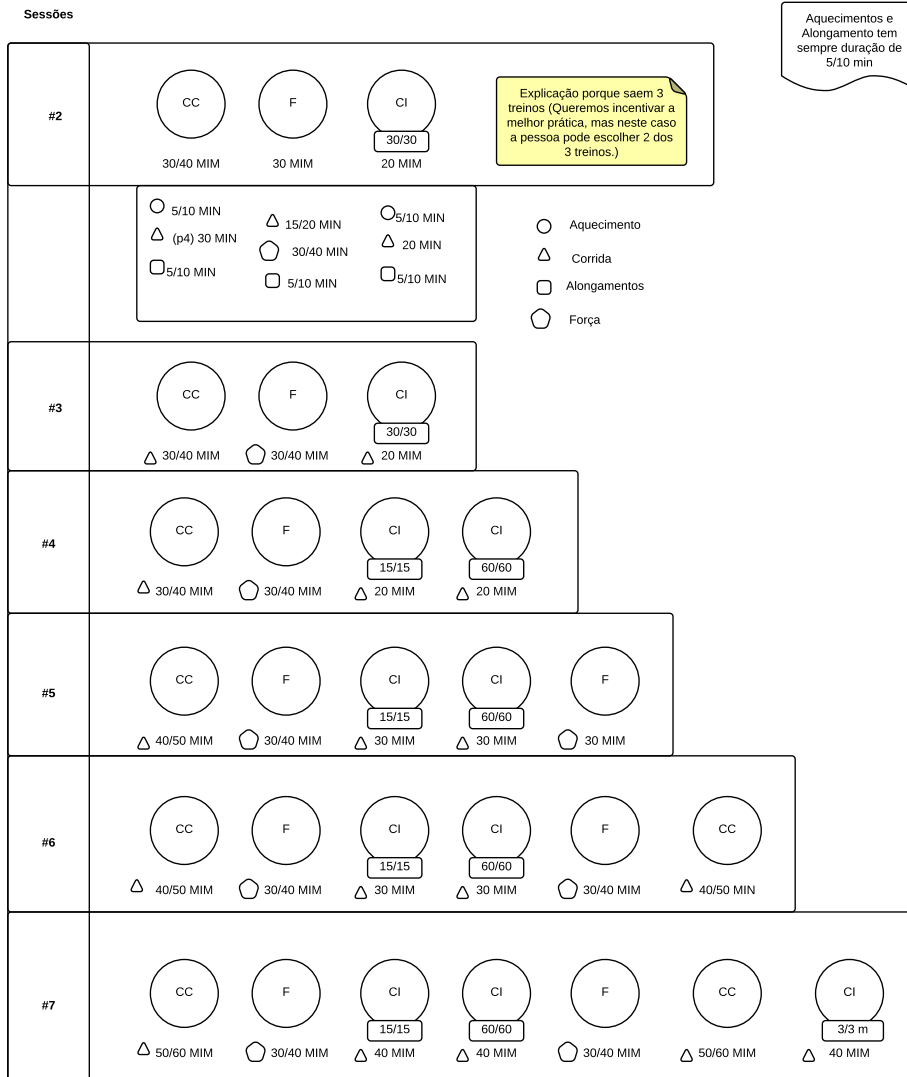 Sessões
Aquecimentos e
Alongamento tem
sempre duração de
5/10 min
#2
CC
F
CI
30/30
30/40 MIM
30 MIM
20 MIM
Explicação porque saem 3
treinos (Queremos incentivar a
melhor prática, mas neste caso
a pessoa pode escolher 2 dos
3 treinos.)
5/10 MIN
(p4) 30 MIN
5/10 MIN
15/20 MIN
30/40 MIN
5/10 MIN
5/10 MIN
20 MIN
5/10 MIN
Aquecimento
Corrida
Alongamentos
Força
#3
CC
F
CI
30/30
30/40 MIM
30/40 MIM
20 MIM
#4
CC
F
CI
CI
15/15
60/60
30/40 MIM
30/40 MIM
20 MIM
20 MIM
#5
CC
F
CI
CI
F
15/15
60/60
40/50 MIM
30/40 MIM
30 MIM
30 MIM
30 MIM
#6
CC
F
CI
CI
F
CC
15/15
60/60
40/50 MIM
30/40 MIM
30 MIM
30 MIM
30/40 MIM
40/50 MIN
#7
CC
F
CI
CI
F
CC
CI
15/15
60/60
3/3 m
50/60 MIM
30/40 MIM
40 MIM
40 MIM
30/40 MIM
50/60 MIM
40 MIM